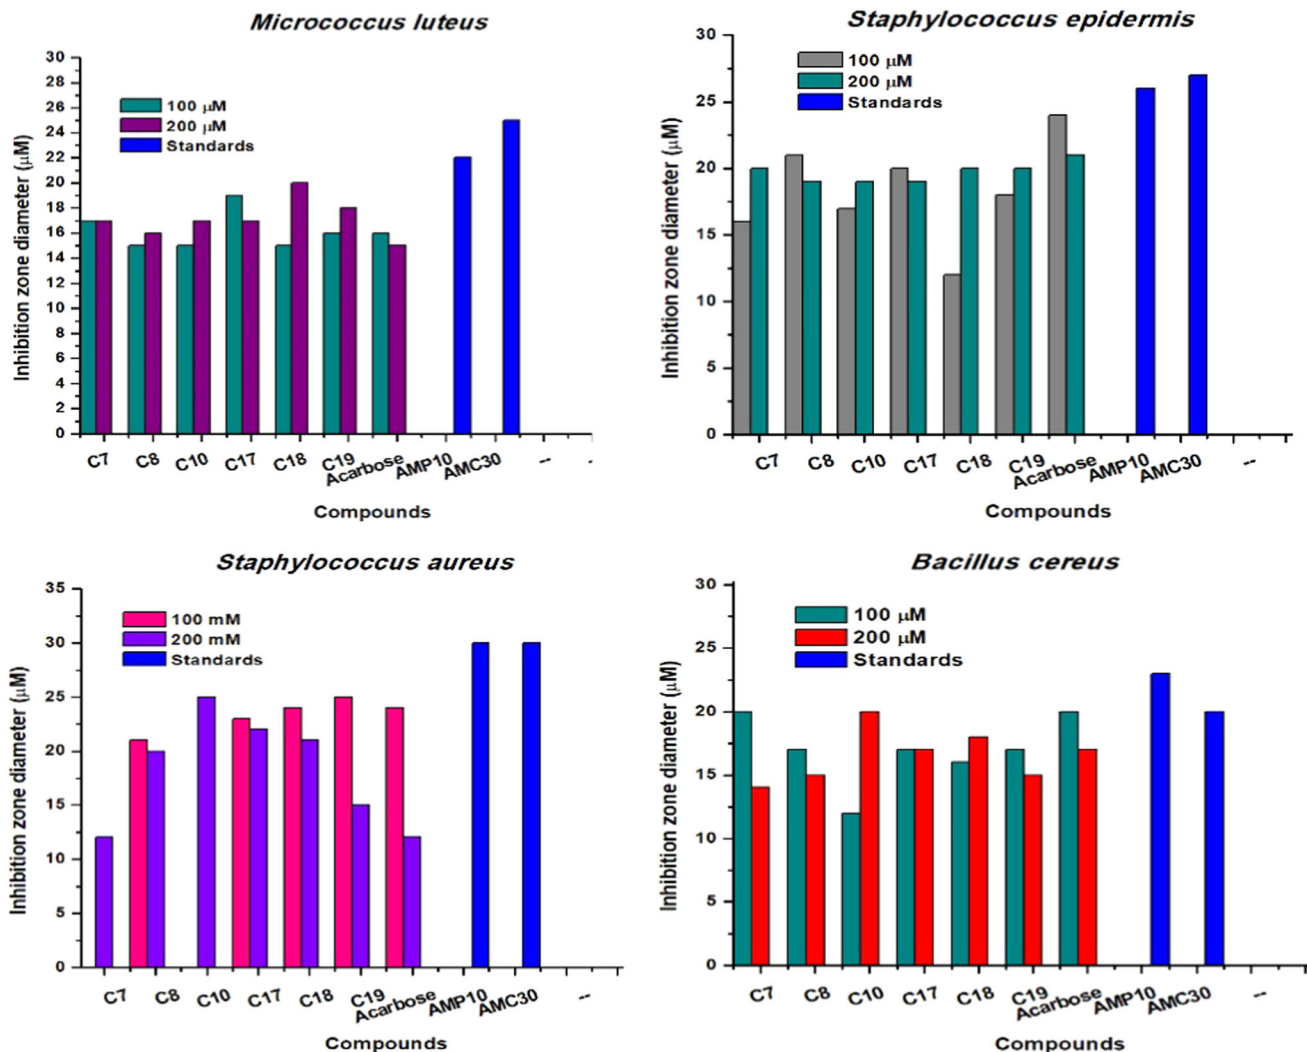 Micrococcus luteus
Inhibition zone diameter (μM)
30
28
26
24
22
20
18
16
14
12
10
8
6
4
2
0
100 μM
200 μM
Standards
C7 C8 C10 C17 C18 C19 Acarbose AMP10 AMC30 -- -
Compounds
Staphylococcus epidermis
Inhibition zone diameter (μM)
30
25
20
15
10
5
0
100 μM
200 μM
Standards
C7 C8 C10 C17 C18 C19 Acarbose AMP10 AMC30 --
Compounds
Staphylococcus aureus
Inhibition zone diameter (μM)
35
30
25
20
15
10
5
0
100 mM
200 mM
Standards
C7 C8 C10 C17 C18 C19 Acarbose AMP10 AMC30 --
Compounds
Bacillus cereus
Inhibition zone diameter (μM)
30
25
20
15
10
5
0
100 μM
200 μM
Standards
C7 C8 C10 C17 C18 C19 Acarbose AMP10 AMC30 --
Compounds